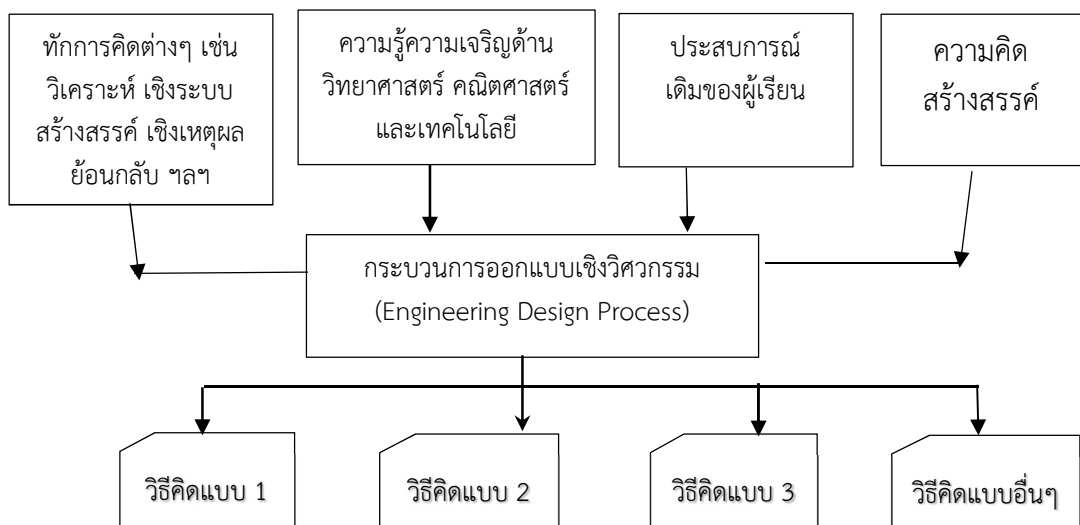 ทักการคิดต่างๆ เช่น
วิเคราะห์ เชิงระบบ
สร้างสรรค์ เชิงเหตุผล
ย้อนกลับ ฯลฯ
ความรู้ความเจริญด้าน
วิทยาศาสตร์ คณิตศาสตร์
และเทคโนโลยี
ประสบการณ์
เดิมของผู้เรียน
ความคิด
สร้างสรรค์
กระบวนการออกแบบเชิงวิศวกรรม
(Engineering Design Process)
วิธีคิดแบบ 1
วิธีคิดแบบ 2
วิธีคิดแบบ 3
วิธีคิดแบบอื่นๆ